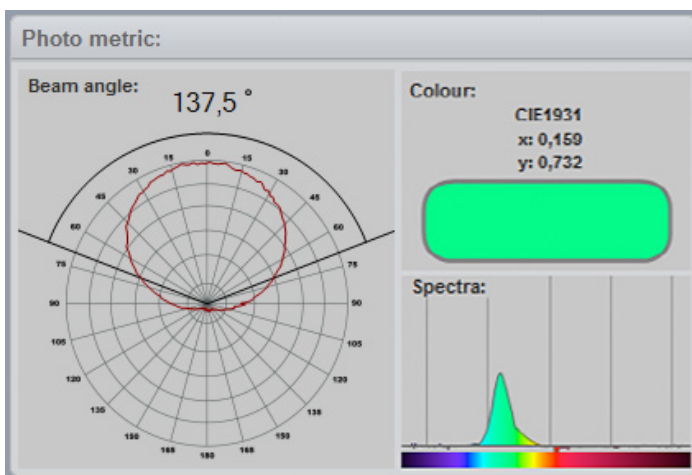 Photo metric:
Beam angle:
137,5 °
0
15 15
30 30
45 45
60 60
75 75
90 90
105 105
120 120
135 135
150 150
165 165
180
Colour:
CIE1931
x: 0,159
y: 0,732
Spectra: